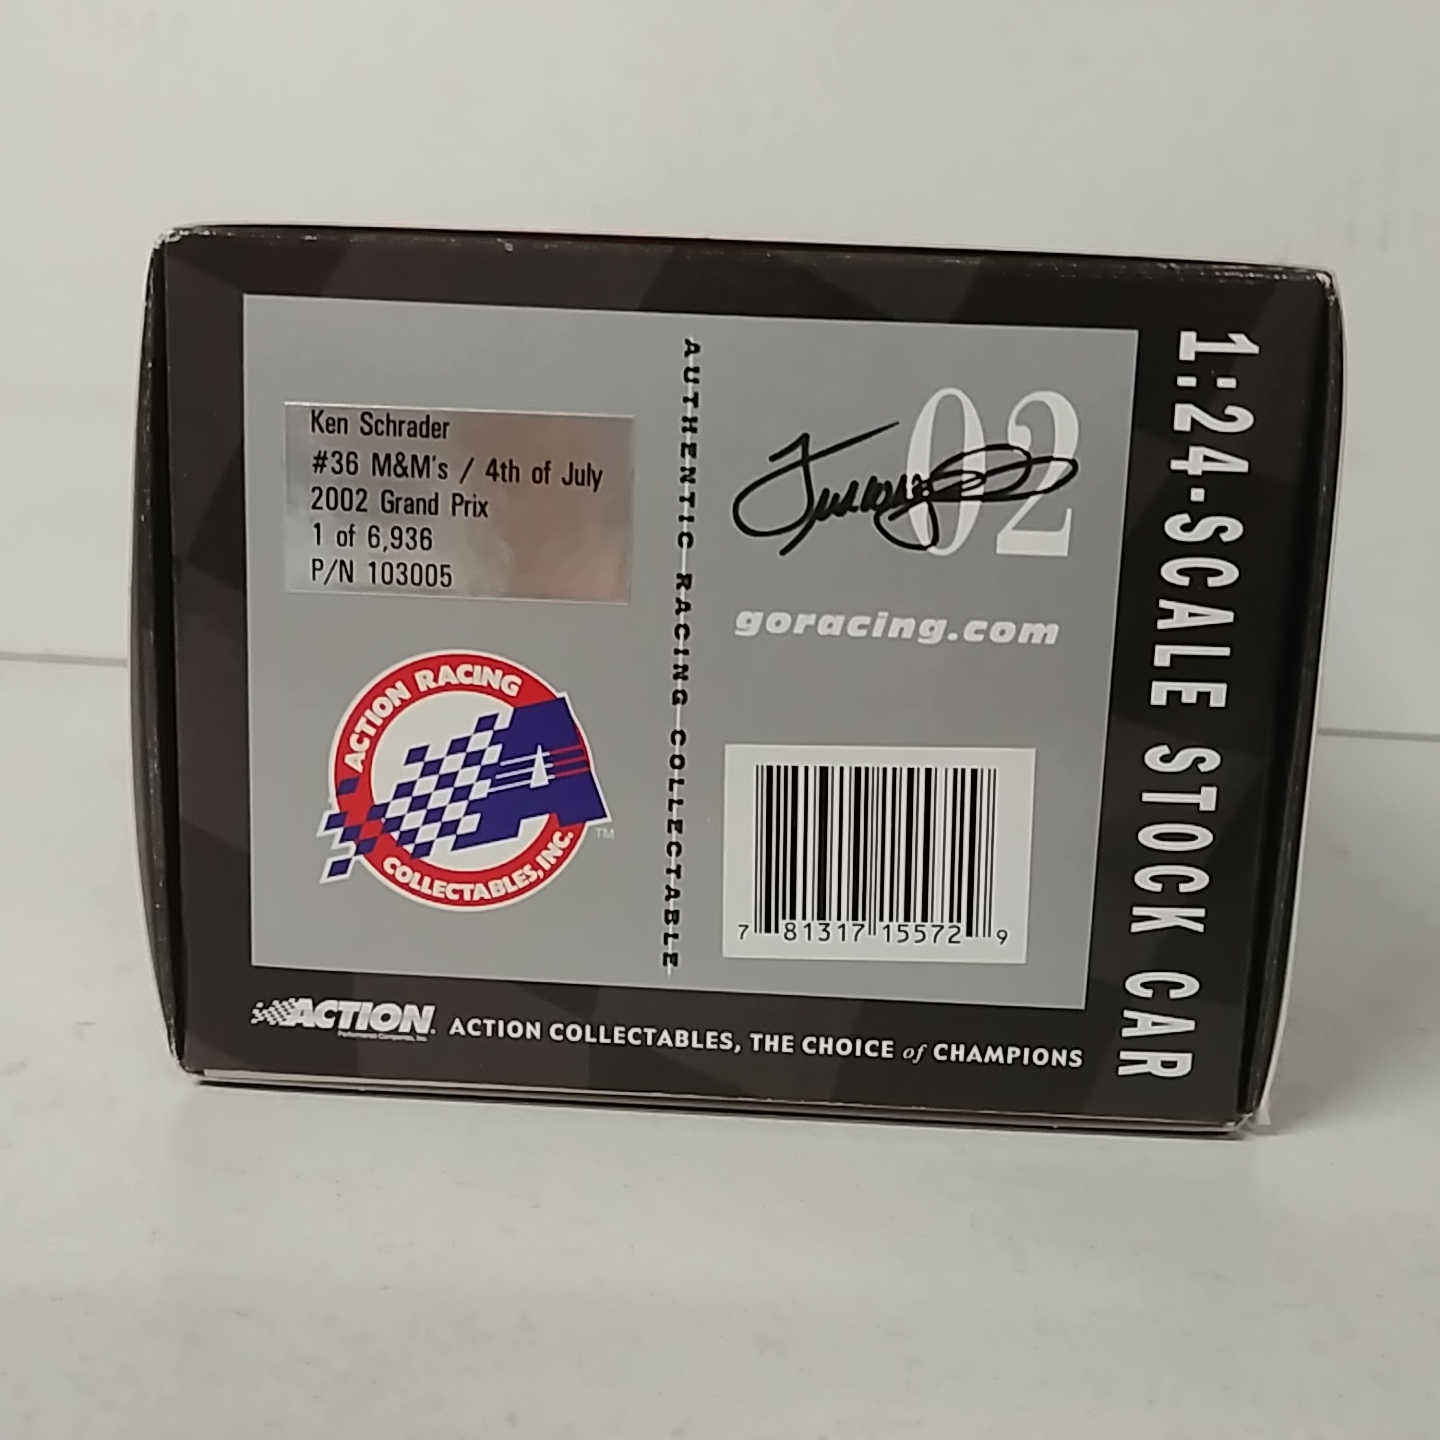 Ken Schrader
#36 M&M's / 4th of July
2002 Grand Prix
1 of 6,936
P/N 103005
ACTION RACING
COLLECTABLES, INC.
TM
AUTHENTIC RACING COLLECTABLE
02
goracing.com
7 81317 15572 9
1:24-SCALE STOCK CAR
ACTION
ACTION COLLECTABLES, THE CHOICE of CHAMPIONS